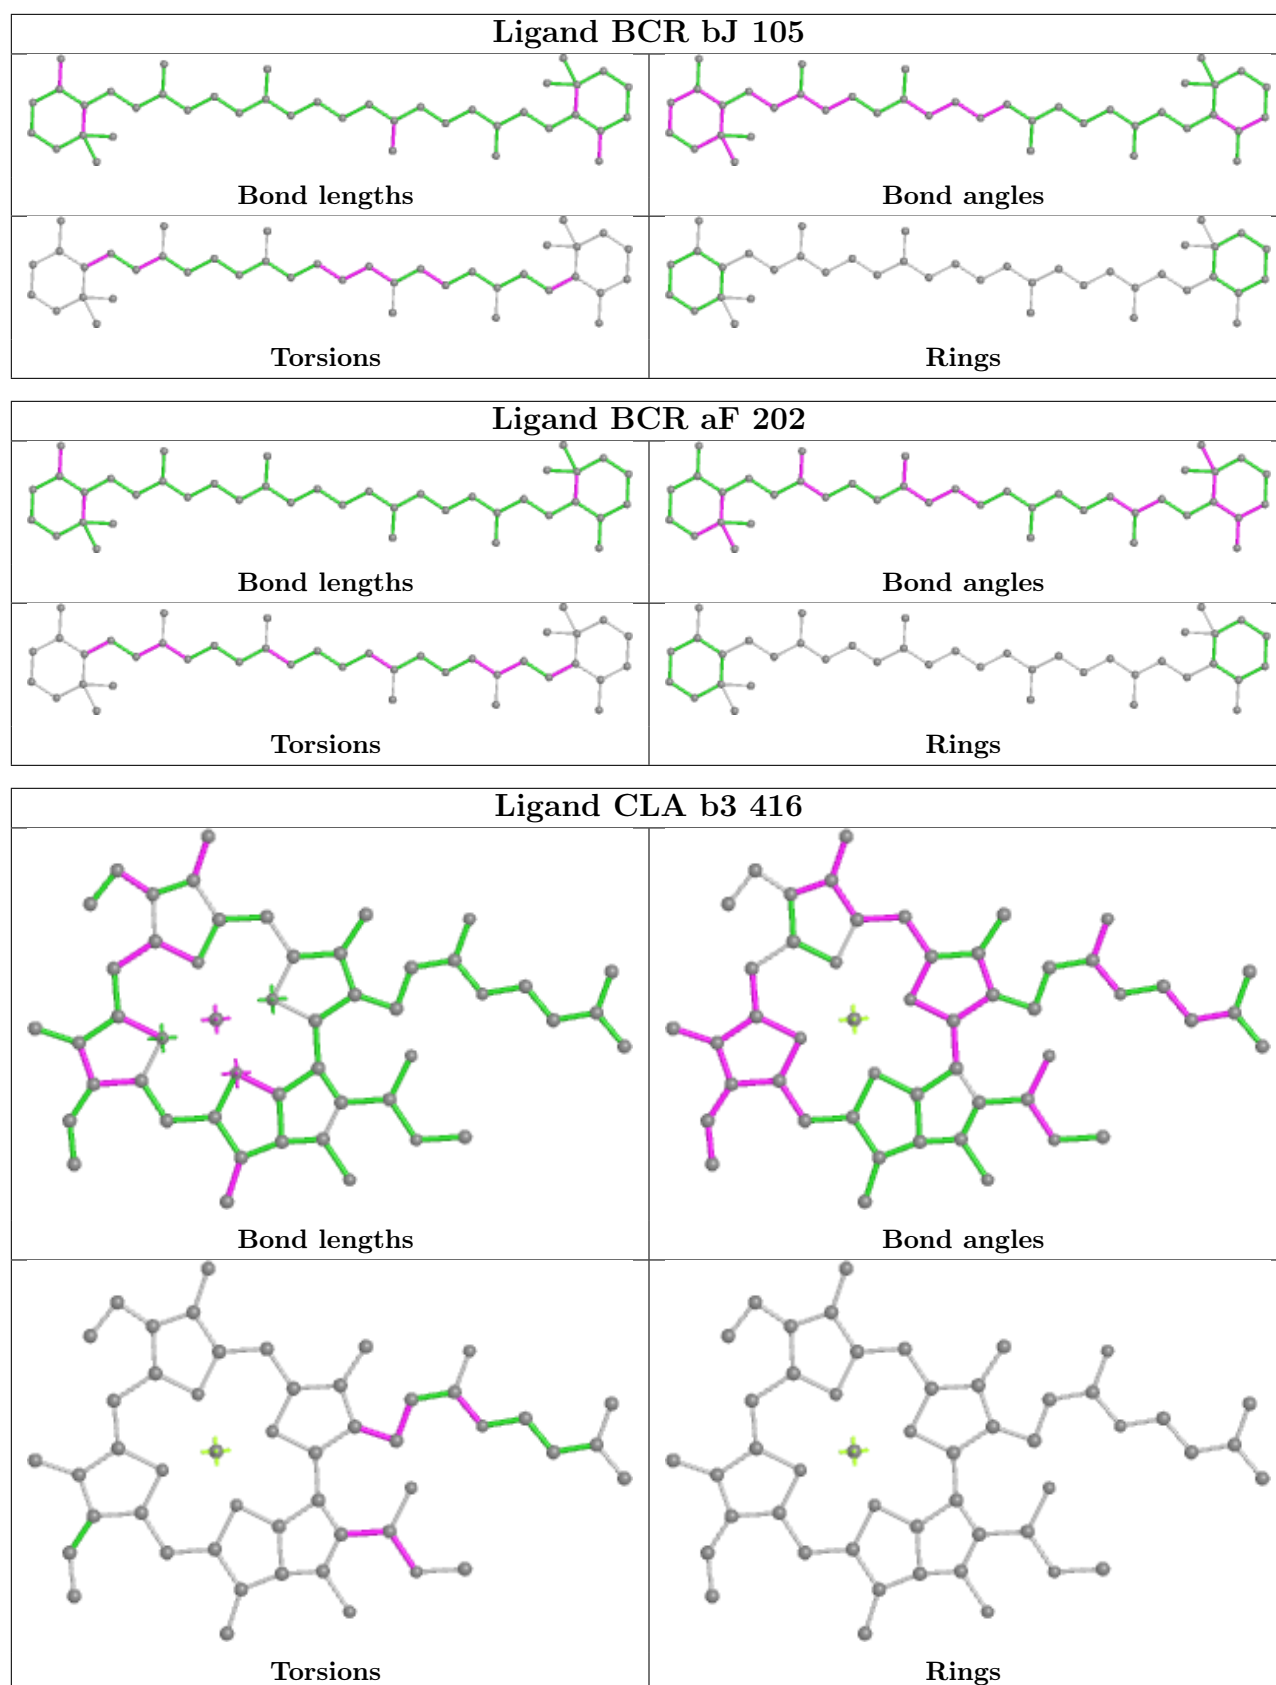 Ligand BCR bJ 105
Bond lengths
Bond angles
Torsions
Rings
Ligand BCR aF 202
Bond lengths
Bond angles
Torsions
Rings
Ligand CLA b3 416
Bond lengths
Bond angles
Torsions
Rings